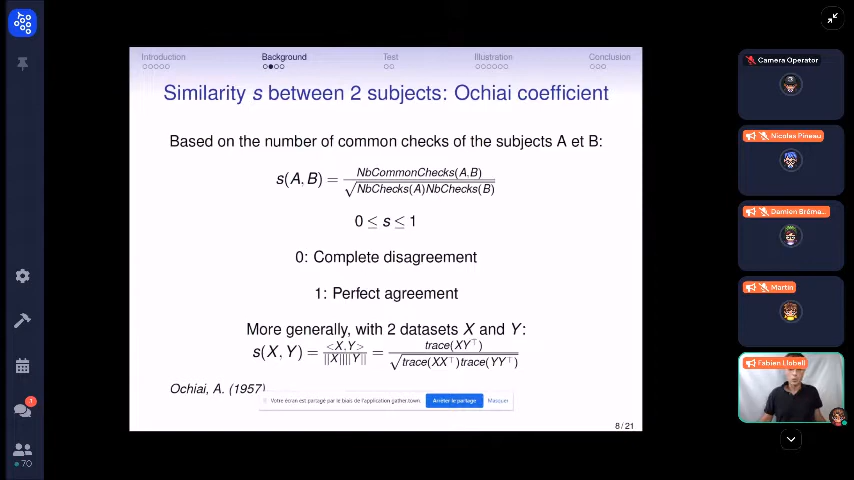 Introduction Background Test Illustration Conclusion
Similarity s between 2 subjects: Ochiai coefficient
Based on the number of common checks of the subjects A et B:
s(A, B) = NbCommonChecks(A,B) / √NbChecks(A)NbChecks(B)
0 ≤ s ≤ 1
0: Complete disagreement
1: Perfect agreement
More generally, with 2 datasets X and Y:
s(X, Y) = <X,Y> / ||X||||Y|| = trace(XY⊤) / √trace(XX⊤)trace(YY⊤)
Ochiai, A. (1957)
Votre écran est partagé par le biais de l'application gather.town.
Arrêter le partage
Masquer
8 / 21
Camera Operator
Nicolas Pineau
Damien Bréma...
Martin
Fabien Llobell
1
70